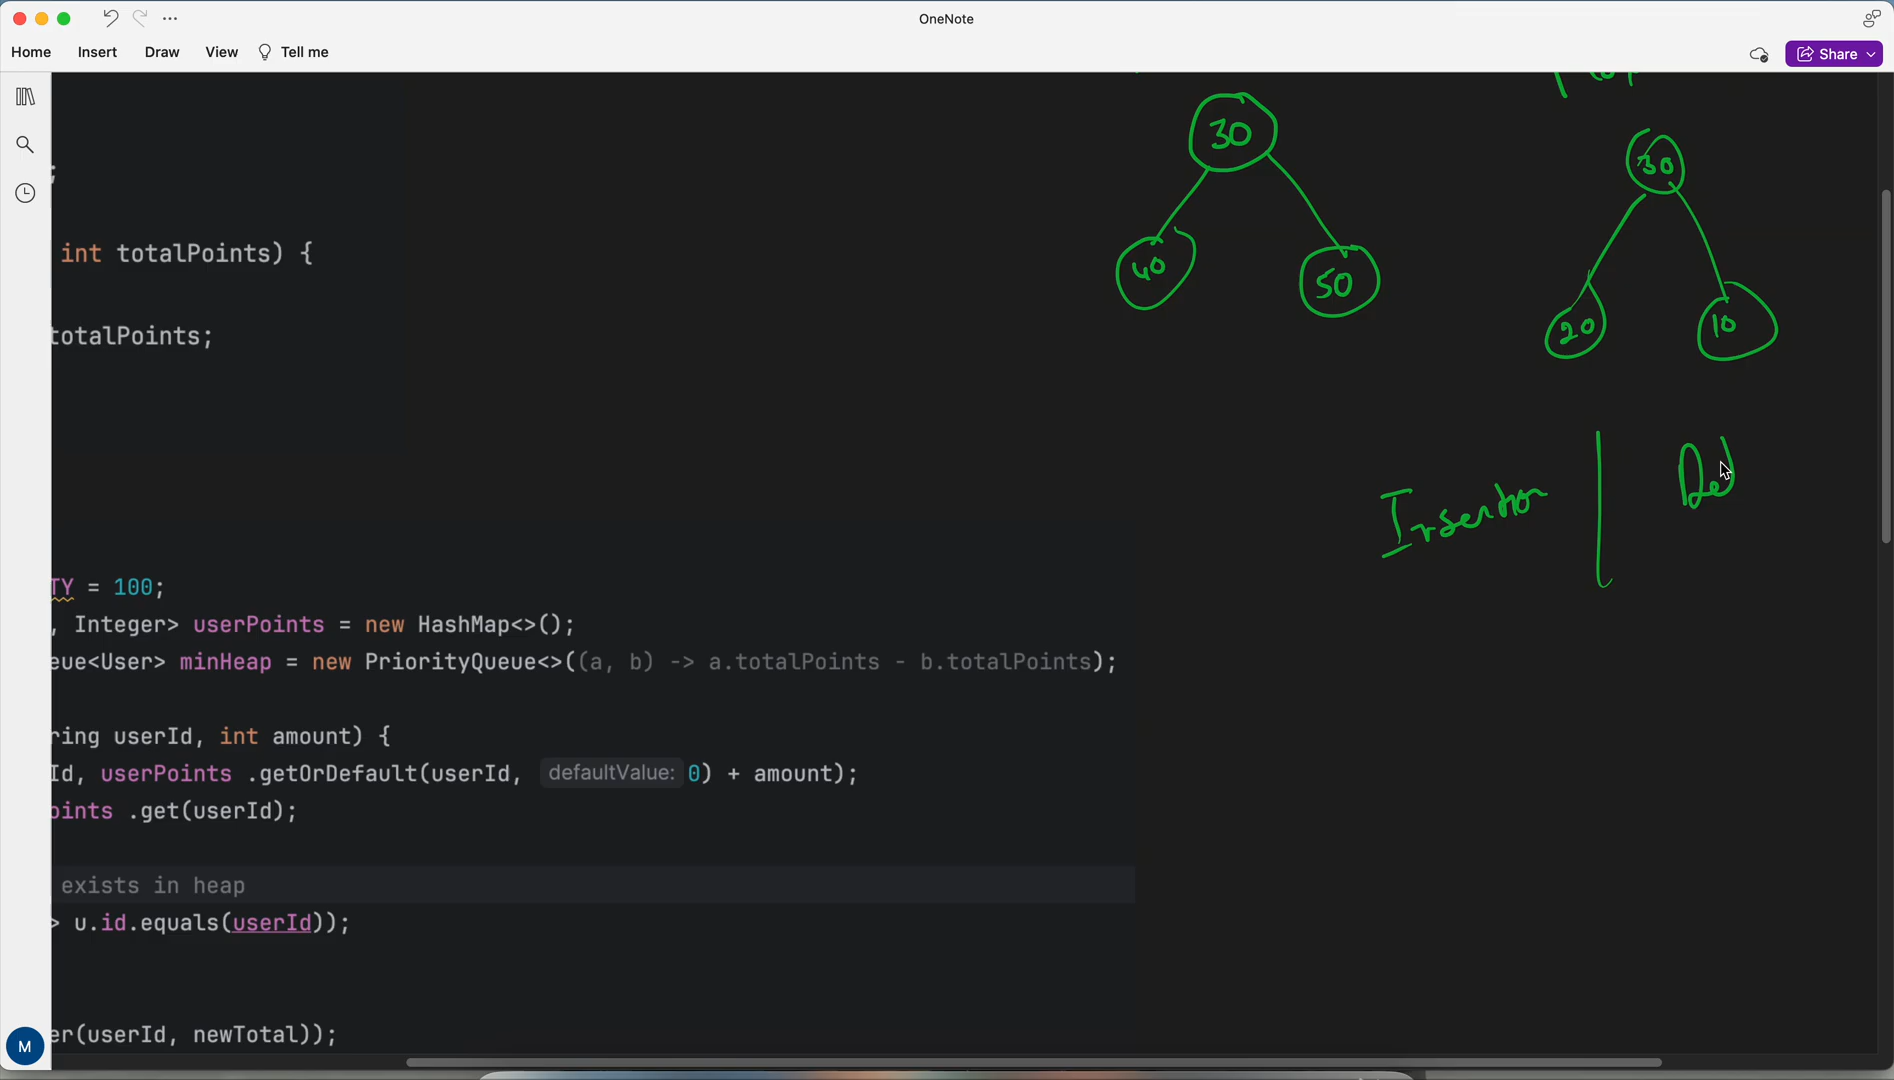 OneNote
Home Insert Draw View Tell me
Share
30
40
50
30
20
10
;
int totalPoints) {
totalPoints;
Insertion
Del
TY = 100;
, Integer> userPoints = new HashMap<>();
eue<User> minHeap = new PriorityQueue<>((a, b) -> a.totalPoints - b.totalPoints);
ring userId, int amount) {
Id, userPoints .getOrDefault(userId, defaultValue: 0) + amount);
oints .get(userId);
exists in heap
> u.id.equals(userId));
er(userId, newTotal));
M